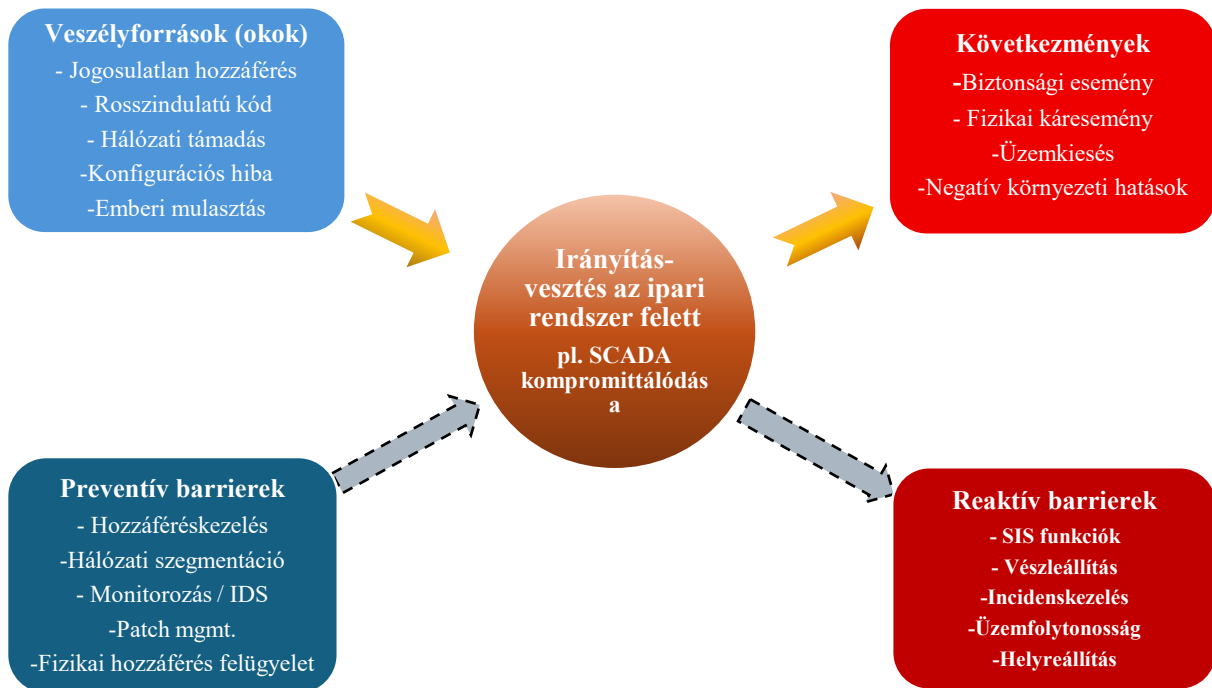 Veszélyforrások (okok)
- Jogosulatlan hozzáférés
- Rosszindulatú kód
- Hálózati támadás
-Konfigurációs hiba
- Emberi mulasztás
Következmények
-Biztonsági esemény
- Fizikai káresemény
-Üzemkiesés
-Negatív környezeti hatások
Irányítás-
vesztés az ipari
rendszer felett
pl. SCADA
kompromittálódás
a
Preventív barrierek
- Hozzáféréskezelés
-Hálózati szegmentáció
- Monitorozás / IDS
-Patch mgmt.
-Fizikai hozzáférés felügyelet
Reaktív barrierek
- SIS funkciók
- Vészleállítás
-Incidenskezelés
-Üzemfolytonosság
-Helyreállítás